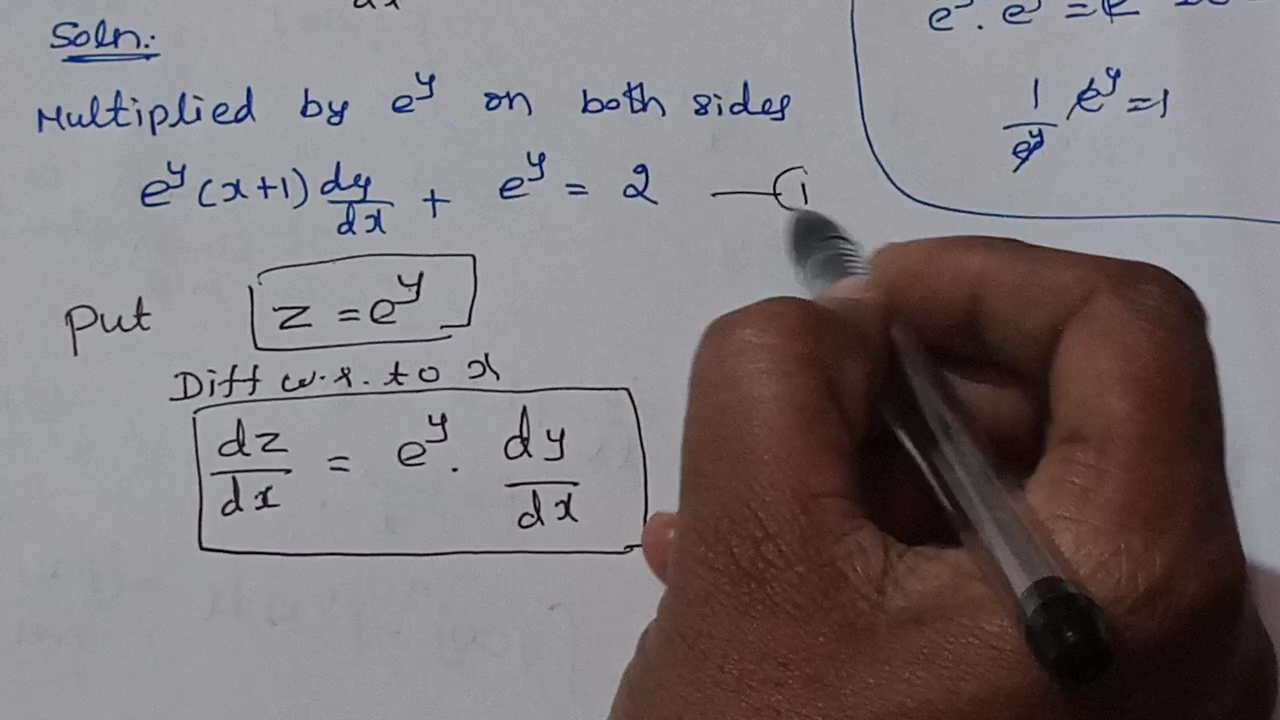 Soln:
Multiplied by e^y on both sides
e^y (x+1) dy/dx + e^y = 2 —①
Put z = e^y
Diff w.r. to x
dz/dx = e^y . dy/dx
1/e^y e^y = 1